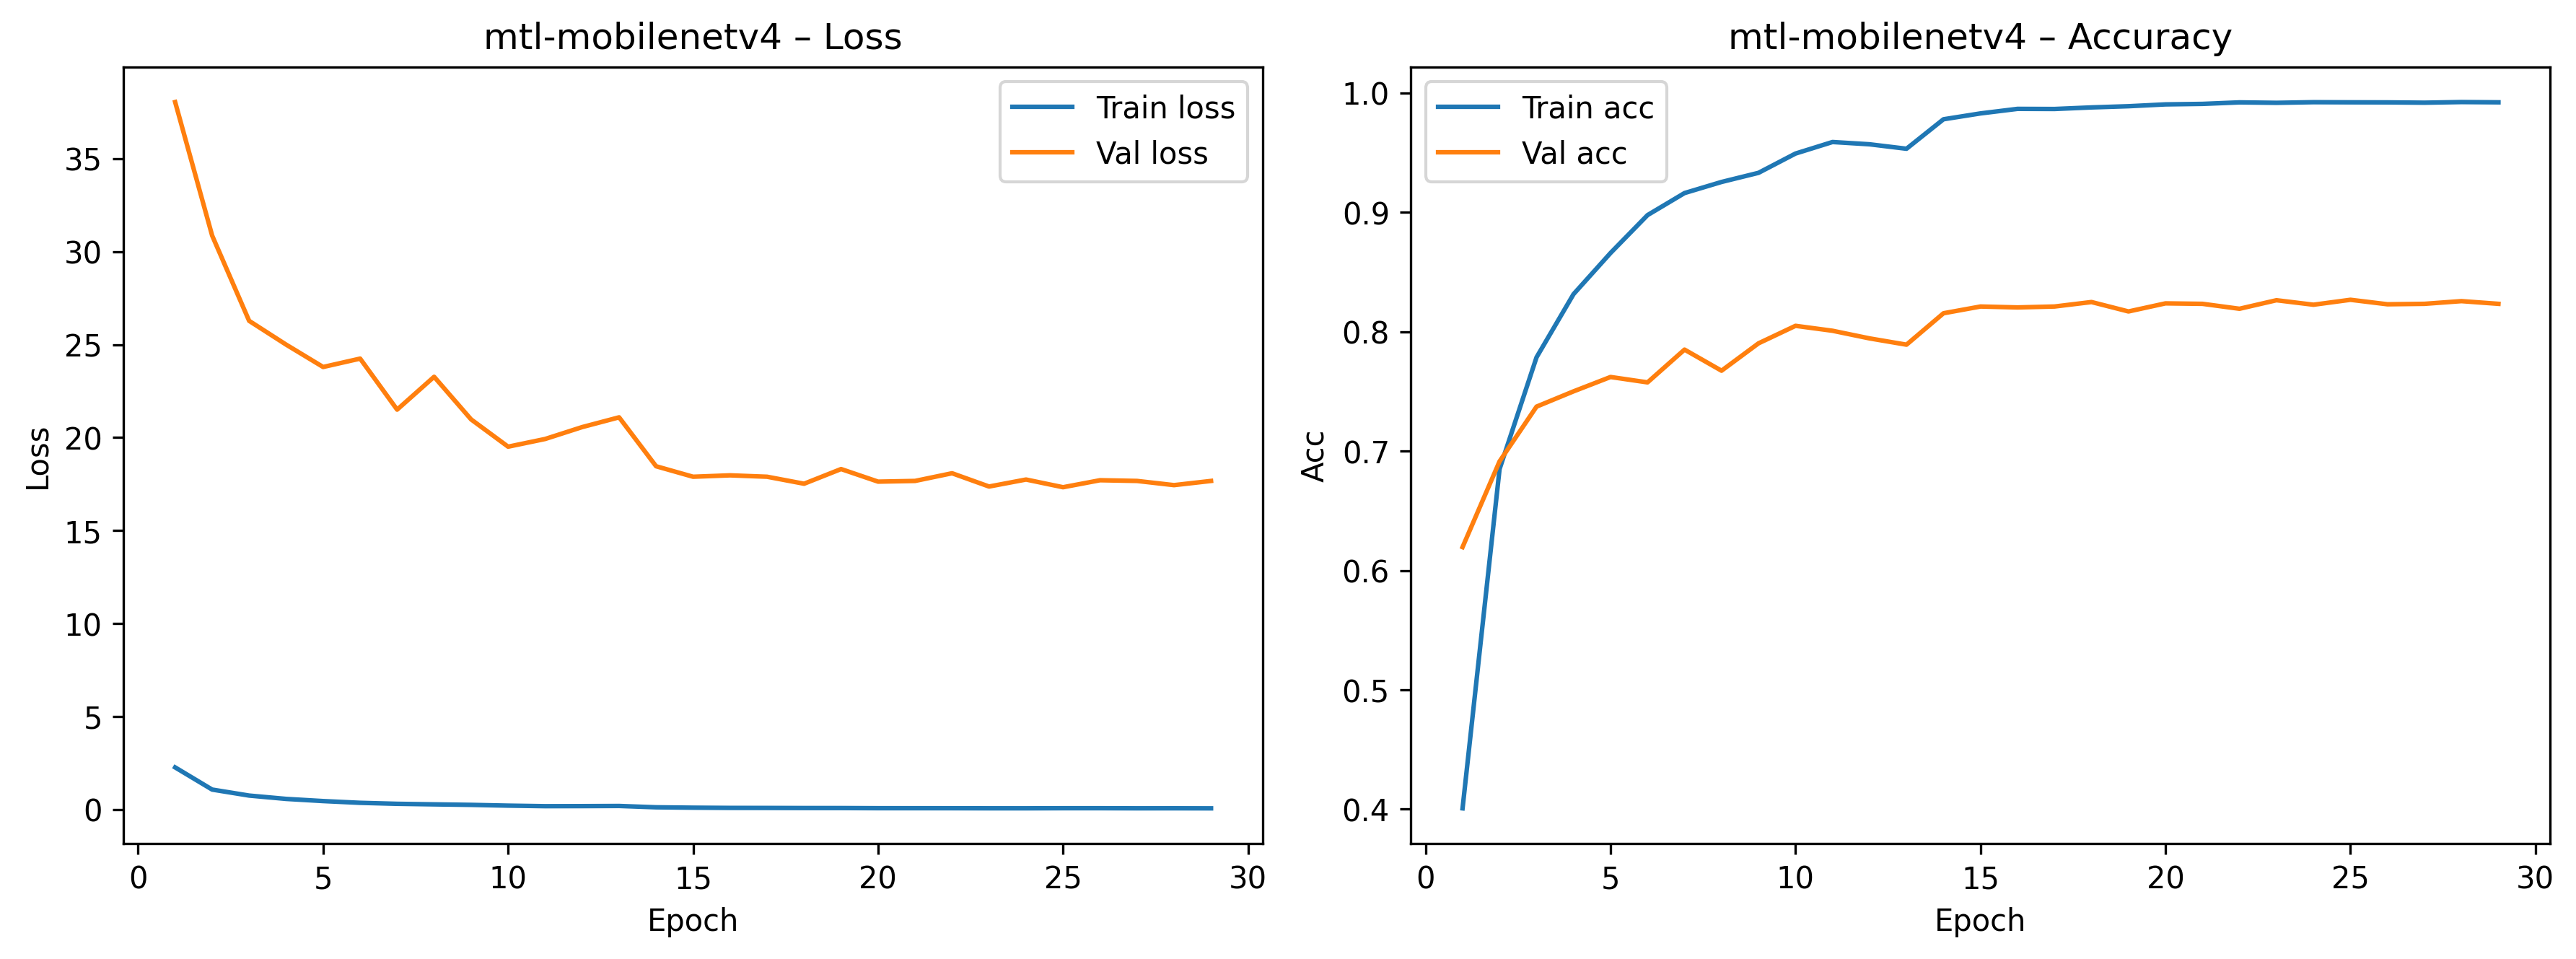 mtl-mobilenetv4 – Loss
Train loss
Val loss
Loss
35
30
25
20
15
10
5
0
0 5 10 15 20 25 30
Epoch
mtl-mobilenetv4 – Accuracy
Train acc
Val acc
Acc
1.0
0.9
0.8
0.7
0.6
0.5
0.4
0 5 10 15 20 25 30
Epoch